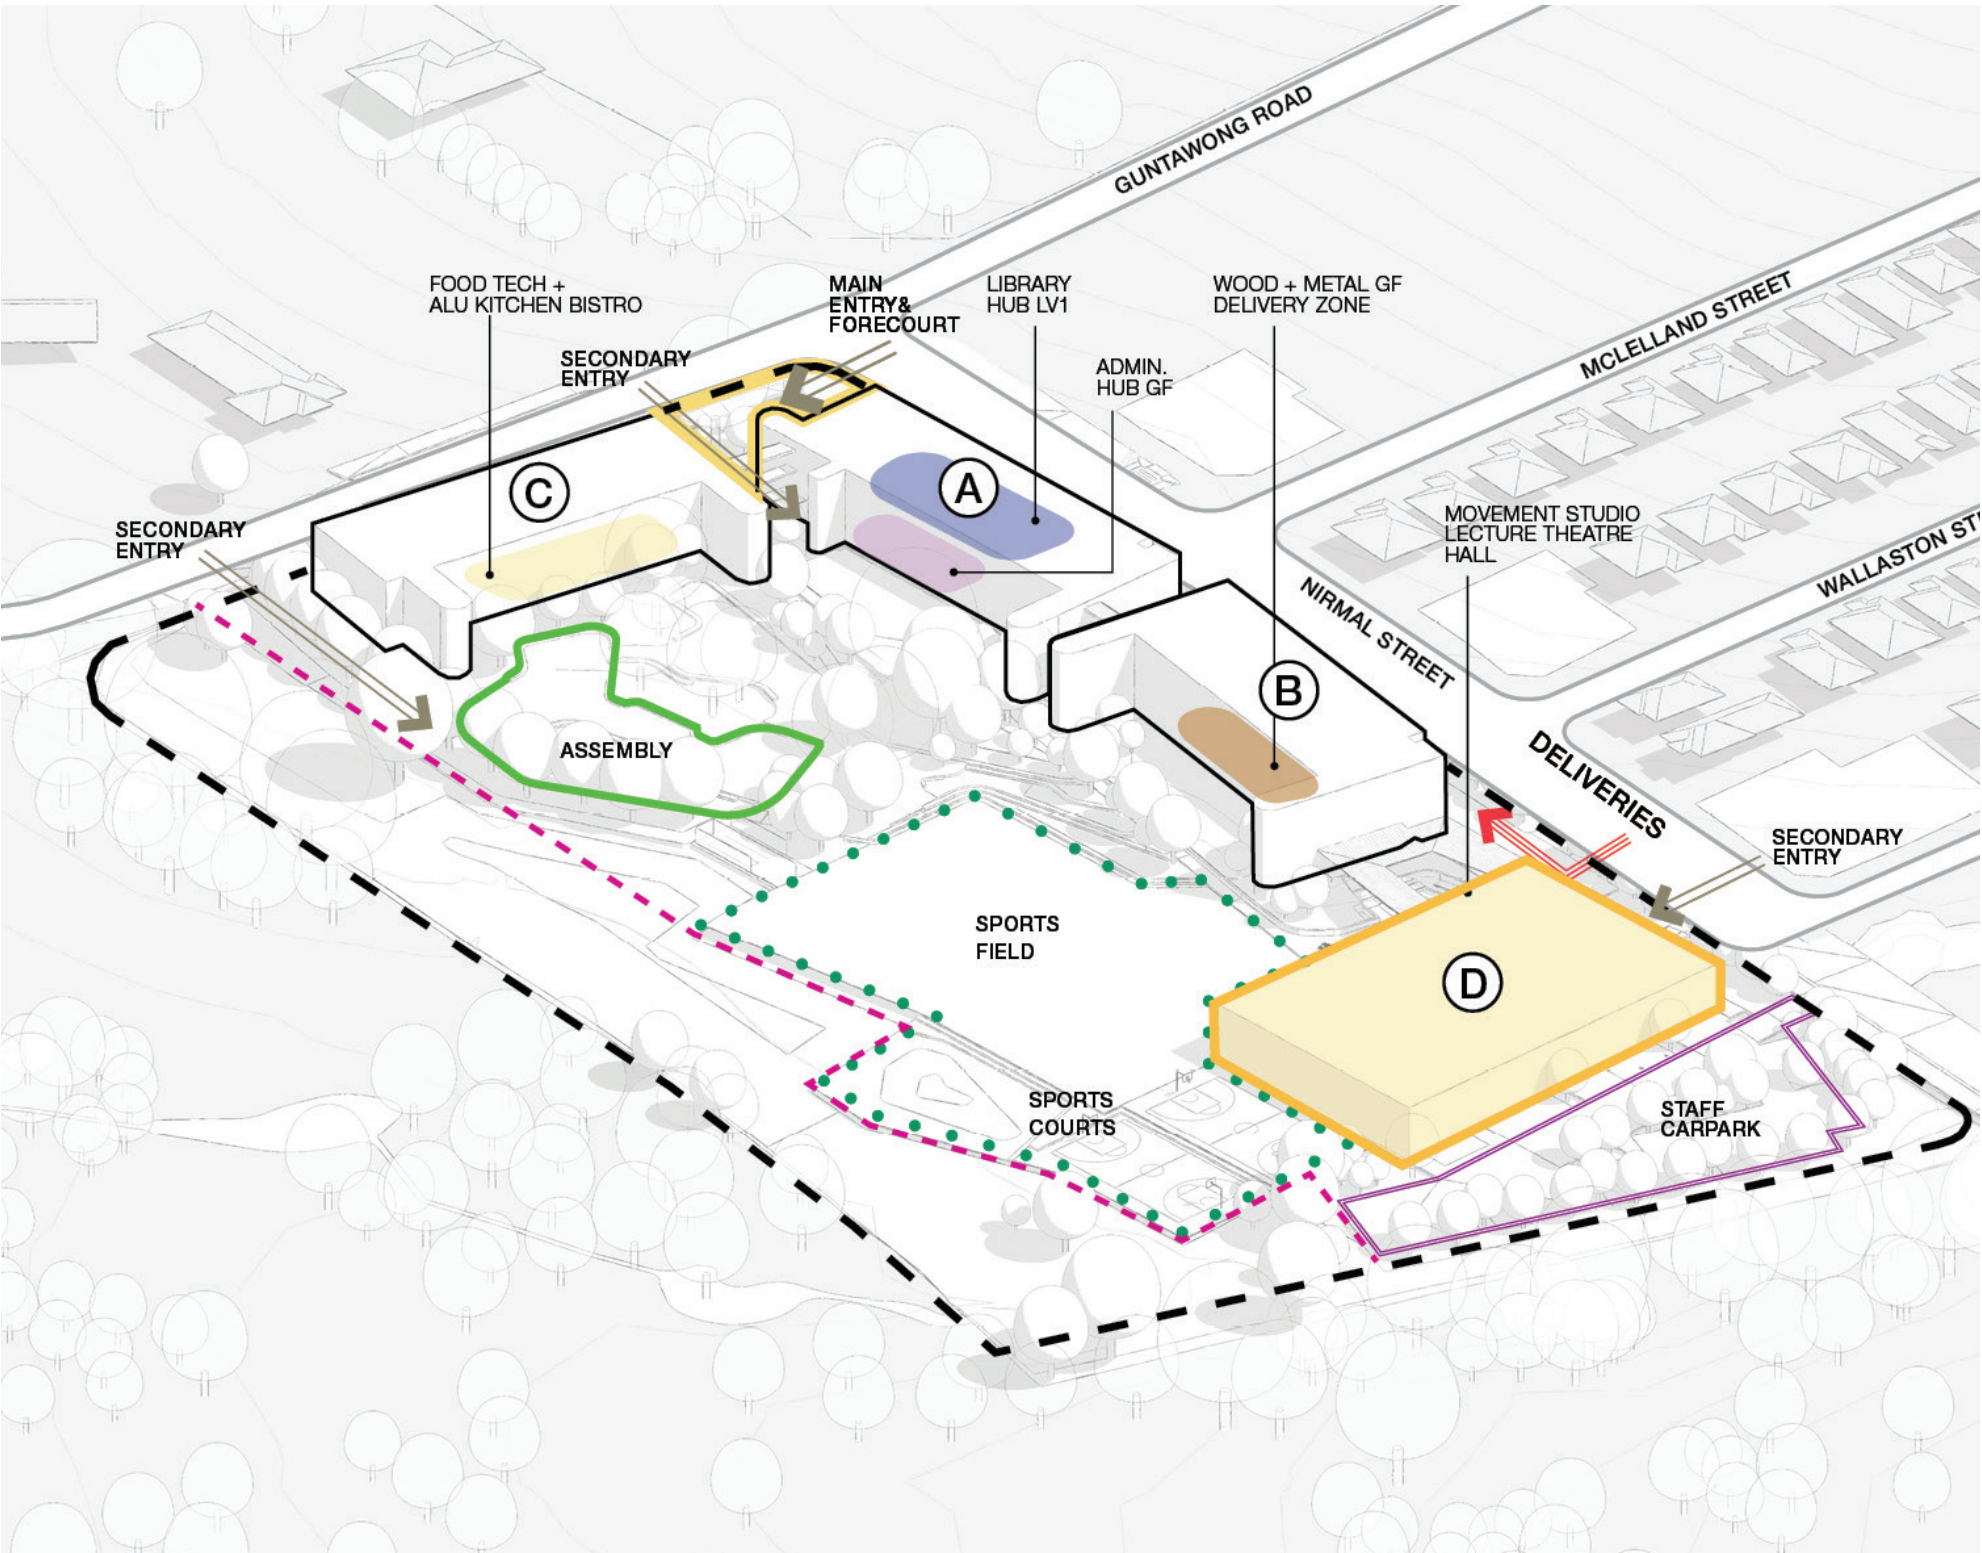 GUNTAWONG ROAD
MCLELLAND STREET
FOOD TECH +
ALU KITCHEN BISTRO
MAIN
ENTRY&
FORECOURT
LIBRARY
HUB LV1
WOOD + METAL GF
DELIVERY ZONE
SECONDARY
ENTRY
ADMIN.
HUB GF
C
A
SECONDARY
ENTRY
MOVEMENT STUDIO
LECTURE THEATRE
HALL
WALLASTON ST
NIRMAL STREET
B
ASSEMBLY
DELIVERIES
SECONDARY
ENTRY
SPORTS
FIELD
D
SPORTS
COURTS
STAFF
CARPARK